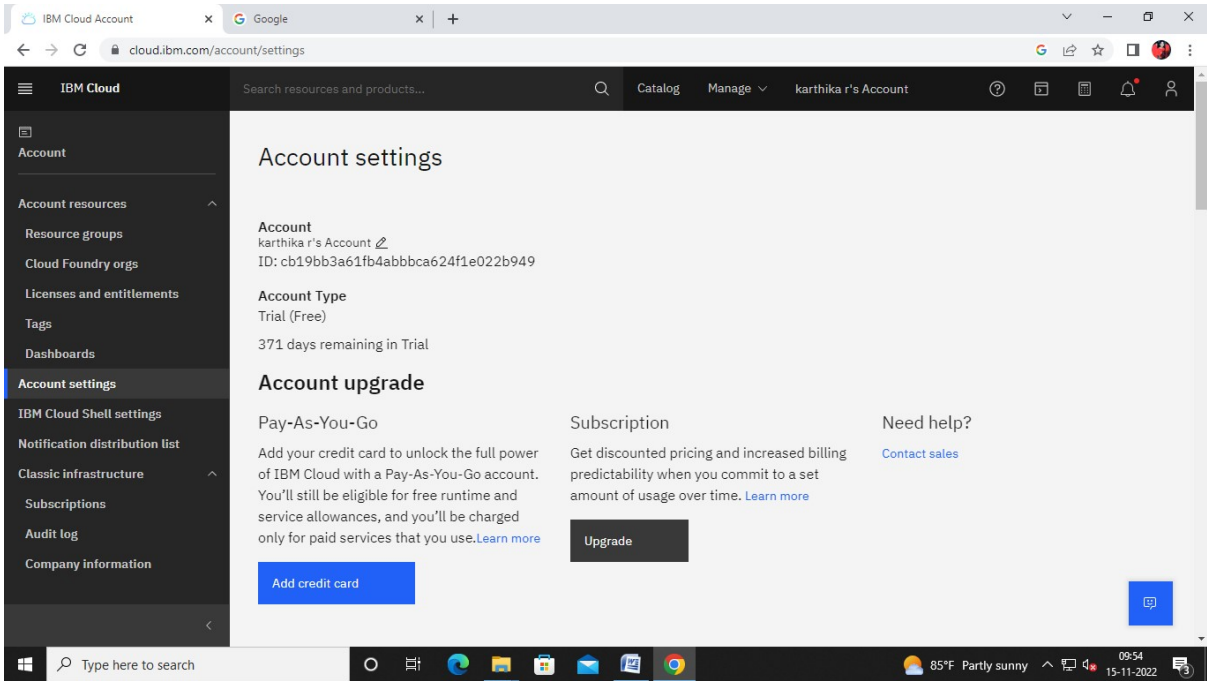 IBM Cloud Account
Google
cloud.ibm.com/account/settings
IBM Cloud
Search resources and products...
Catalog
Manage
karthika r's Account
Account
Account resources
Resource groups
Cloud Foundry orgs
Licenses and entitlements
Tags
Dashboards
Account settings
IBM Cloud Shell settings
Notification distribution list
Classic infrastructure
Subscriptions
Audit log
Company information
Account settings
Account
karthika r's Account
ID: cb19bb3a61fb4abbbca624f1e022b949
Account Type
Trial (Free)
371 days remaining in Trial
Account upgrade
Pay-As-You-Go
Add your credit card to unlock the full power
of IBM Cloud with a Pay-As-You-Go account.
You'll still be eligible for free runtime and
service allowances, and you'll be charged
only for paid services that you use.Learn more
Add credit card
Subscription
Get discounted pricing and increased billing
predictability when you commit to a set
amount of usage over time. Learn more
Upgrade
Need help?
Contact sales
Type here to search
85°F Partly sunny
09:54
15-11-2022
3